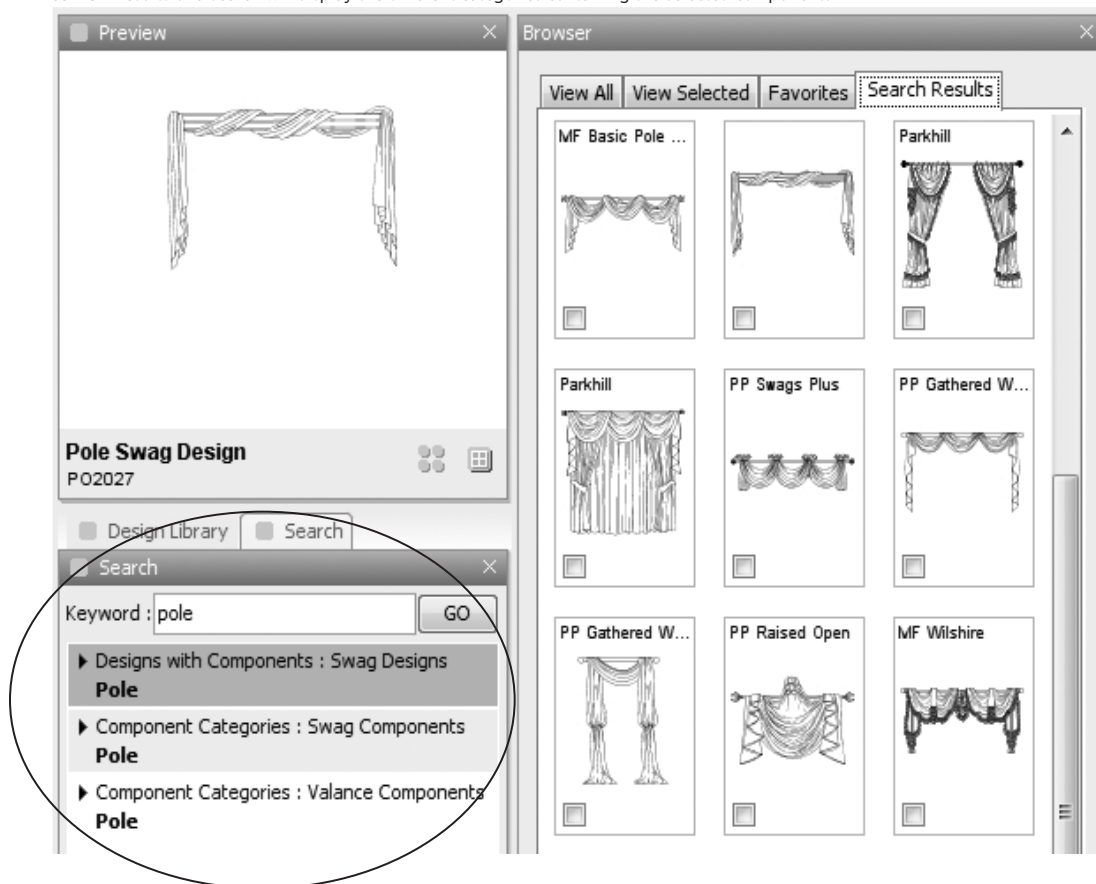 Preview
Pole Swag Design
PO2027
Design Library
Search
Search
Keyword :
pole
GO
Designs with Components : Swag Designs
Pole
Component Categories : Swag Components
Pole
Component Categories : Valance Components
Pole
Browser
View All
View Selected
Favorites
Search Results
MF Basic Pole ...
Parkhill
Parkhill
PP Swags Plus
PP Gathered W...
PP Gathered W...
PP Raised Open
MF Wilshire